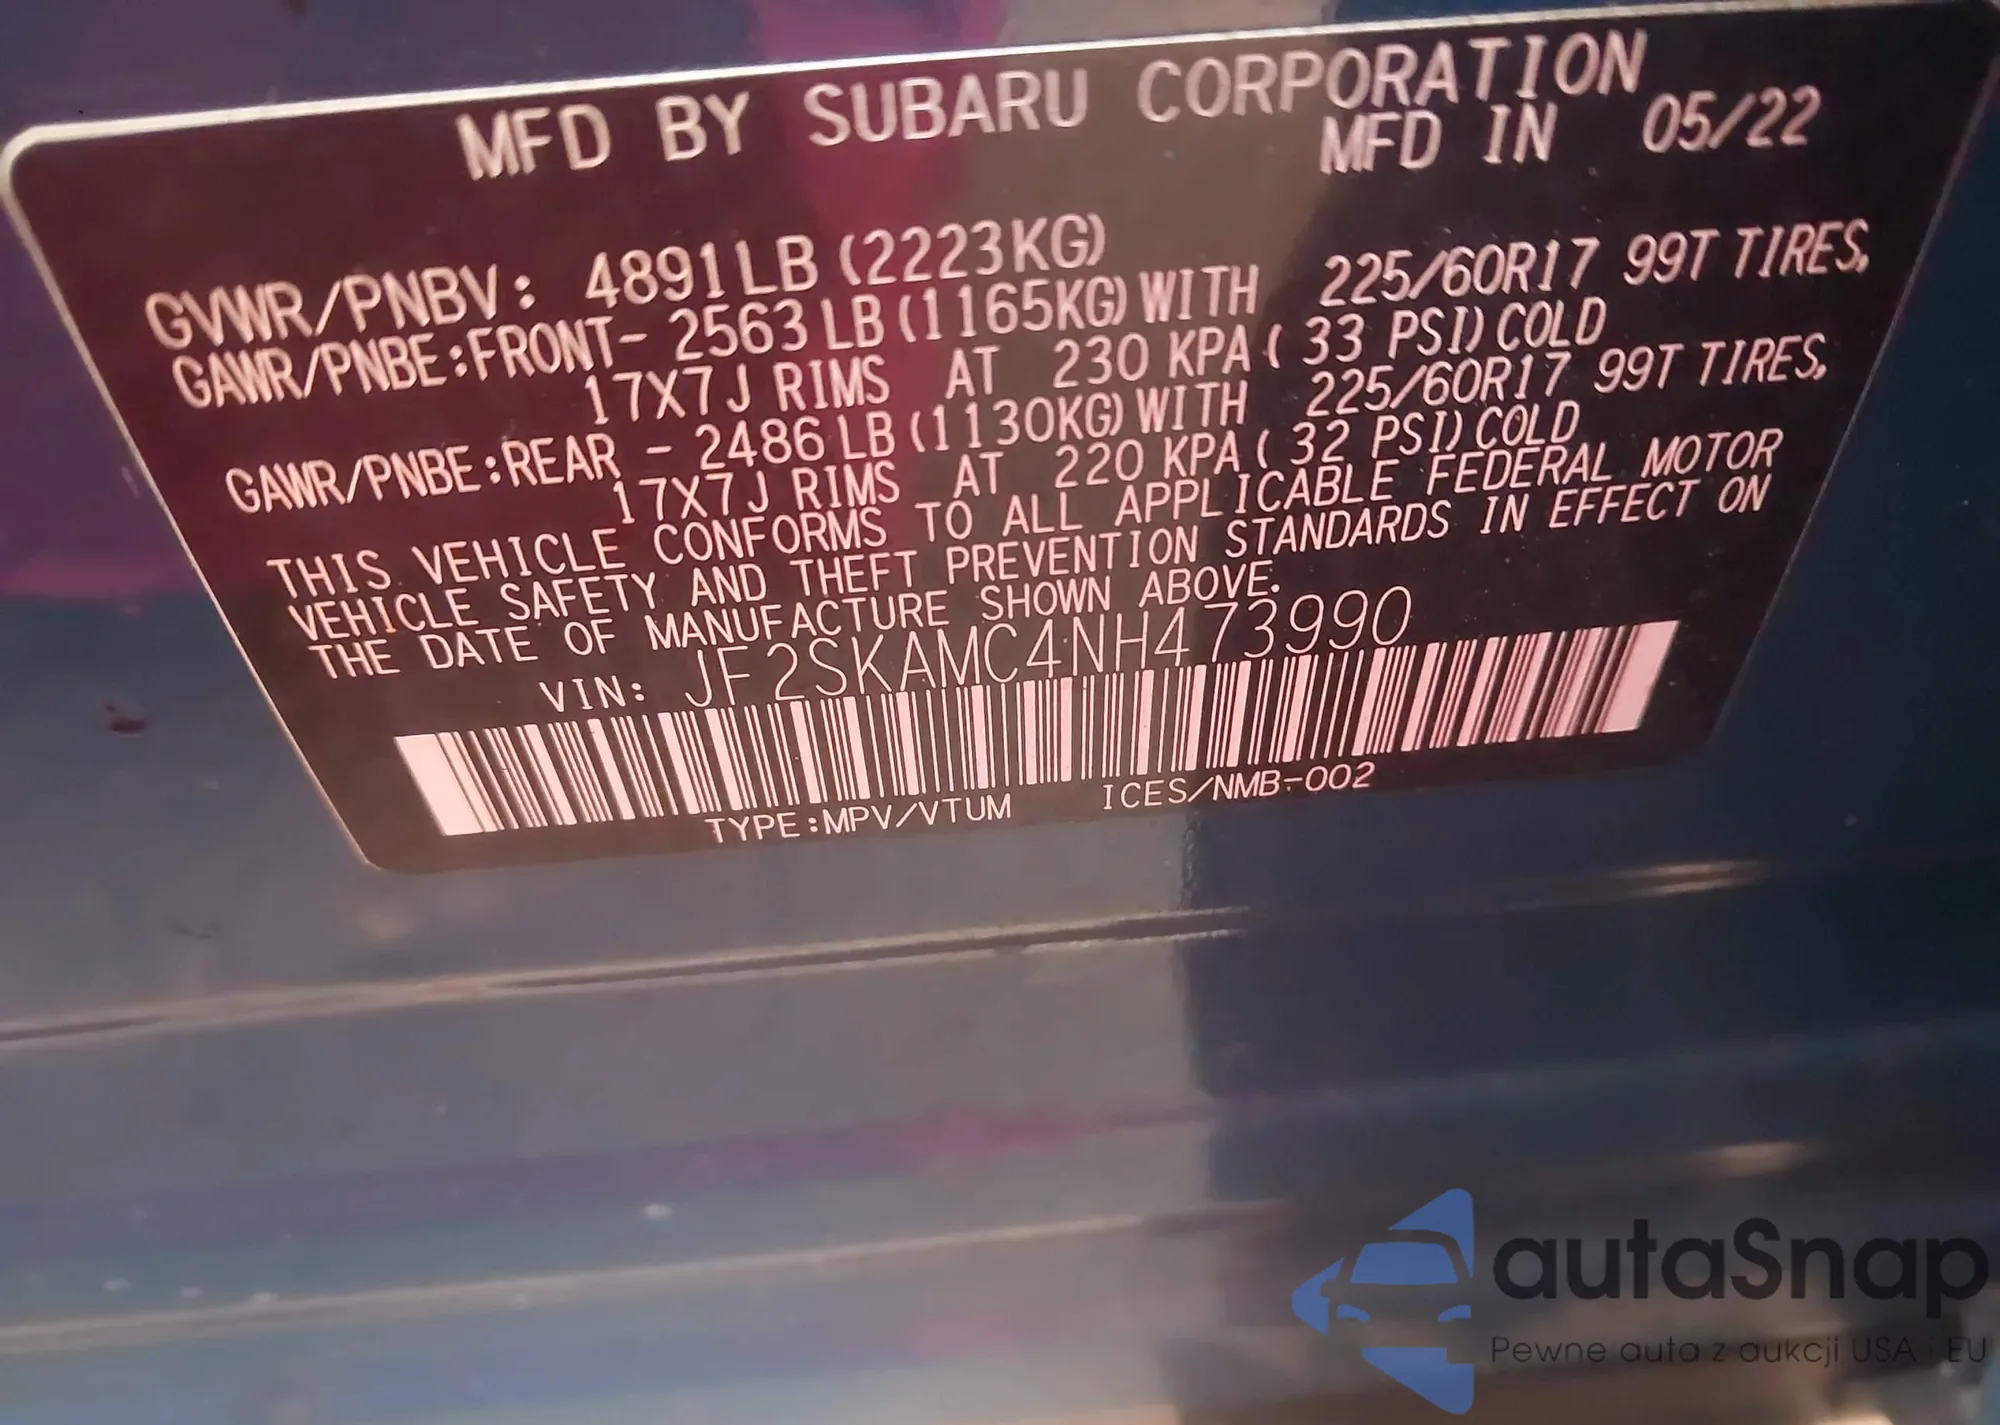 MFD BY SUBARU CORPORATION
MFD IN 05/22
GVWR/PNBV: 4891LB (2223KG)
GAWR/PNBE:FRONT- 2563 LB (1165KG) WITH 225/60R17 99T TIRES,
17X7J RIMS AT 230 KPA ( 33 PSI) COLD
GAWR/PNBE:REAR - 2486 LB (1130KG) WITH 225/60R17 99T TIRES,
17X7J RIMS AT 220 KPA ( 32 PSI) COLD
THIS VEHICLE CONFORMS TO ALL APPLICABLE FEDERAL MOTOR
VEHICLE SAFETY AND THEFT PREVENTION STANDARDS IN EFFECT ON
THE DATE OF MANUFACTURE SHOWN ABOVE.
VIN: JF2SKAMC4NH473990
TYPE:MPV/VTUM ICES/NMB-002
autaSnap
Pewne auta z aukcji USA i EU